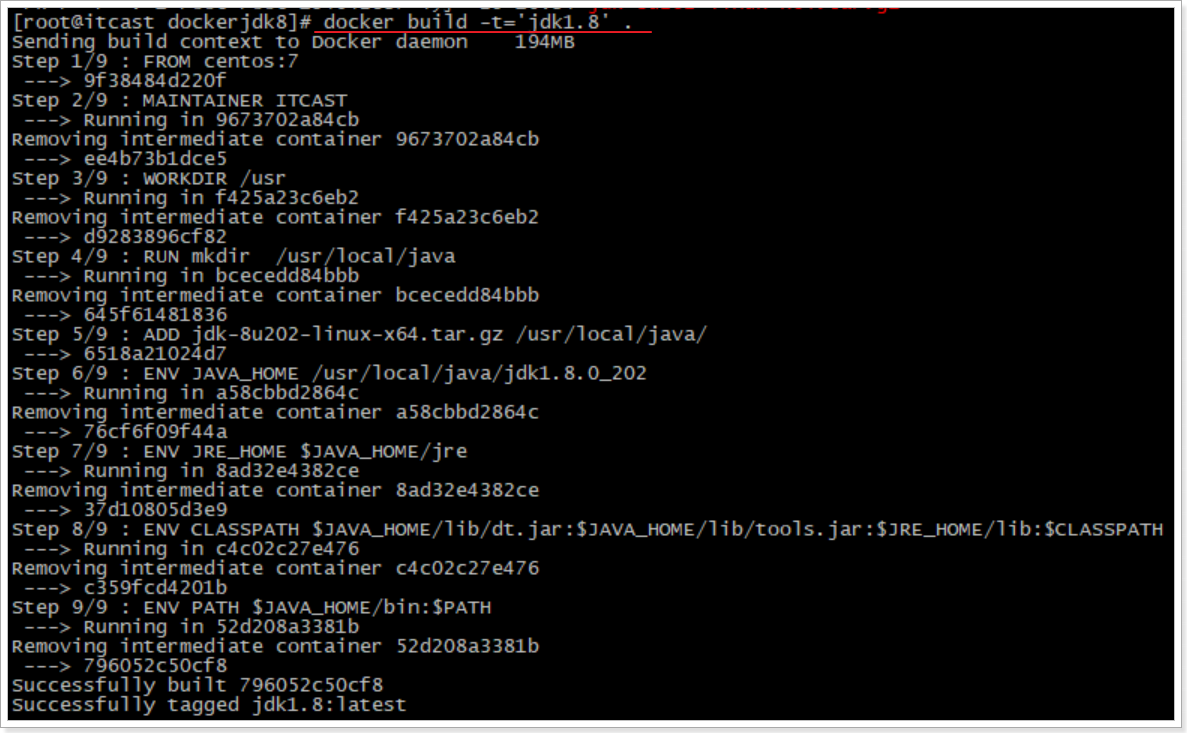 [root@itcast dockerjdk8]# docker build -t='jdk1.8' .
Sending build context to Docker daemon    194MB
Step 1/9 : FROM centos:7
 ---> 9f38484d220f
Step 2/9 : MAINTAINER ITCAST
 ---> Running in 9673702a84cb
Removing intermediate container 9673702a84cb
 ---> ee4b73b1dce5
Step 3/9 : WORKDIR /usr
 ---> Running in f425a23c6eb2
Removing intermediate container f425a23c6eb2
 ---> d9283896cf82
Step 4/9 : RUN mkdir  /usr/local/java
 ---> Running in bcecedd84bbb
Removing intermediate container bcecedd84bbb
 ---> 645f61481836
Step 5/9 : ADD jdk-8u202-linux-x64.tar.gz /usr/local/java/
 ---> 6518a21024d7
Step 6/9 : ENV JAVA_HOME /usr/local/java/jdk1.8.0_202
 ---> Running in a58cbbd2864c
Removing intermediate container a58cbbd2864c
 ---> 76cf6f09f44a
Step 7/9 : ENV JRE_HOME $JAVA_HOME/jre
 ---> Running in 8ad32e4382ce
Removing intermediate container 8ad32e4382ce
 ---> 37d10805d3e9
Step 8/9 : ENV CLASSPATH $JAVA_HOME/lib/dt.jar:$JAVA_HOME/lib/tools.jar:$JRE_HOME/lib:$CLASSPATH
 ---> Running in c4c02c27e476
Removing intermediate container c4c02c27e476
 ---> c359fcd4201b
Step 9/9 : ENV PATH $JAVA_HOME/bin:$PATH
 ---> Running in 52d208a3381b
Removing intermediate container 52d208a3381b
 ---> 796052c50cf8
Successfully built 796052c50cf8
Successfully tagged jdk1.8:latest